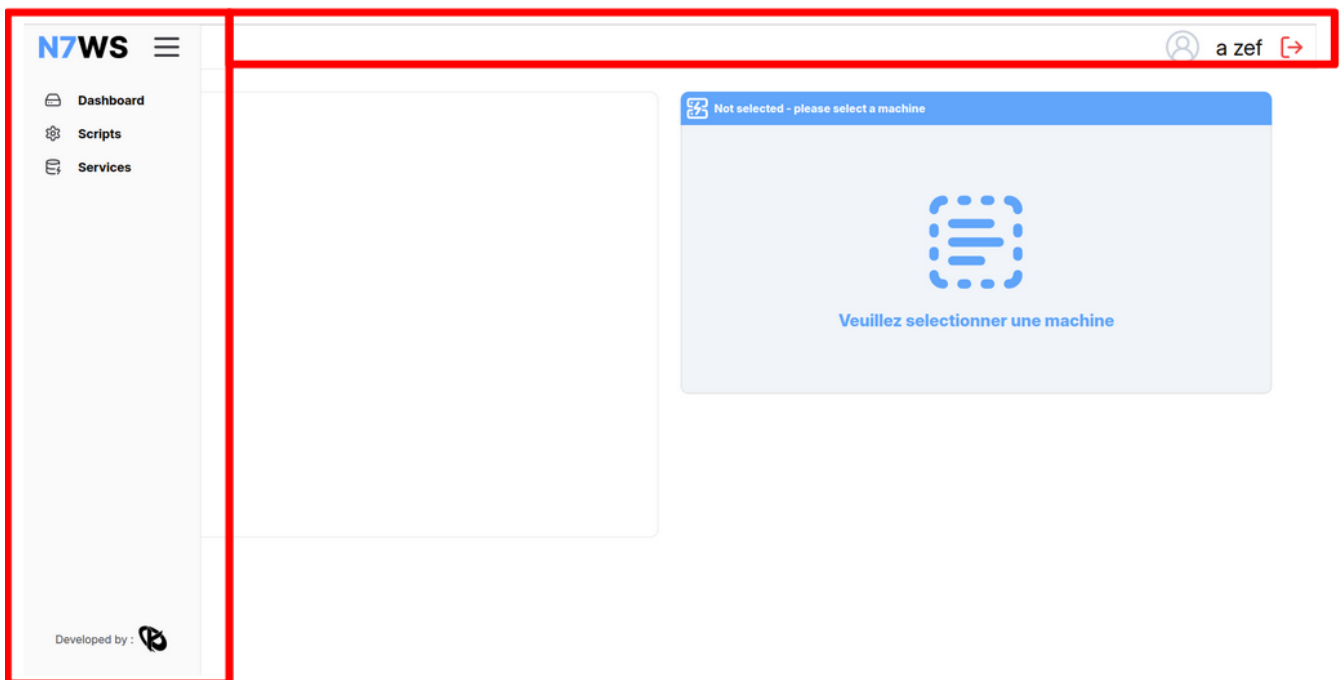 N7WS
a zef
Dashboard
Scripts
Services
Not selected - please select a machine
Veuillez selectionner une machine
Developed by :